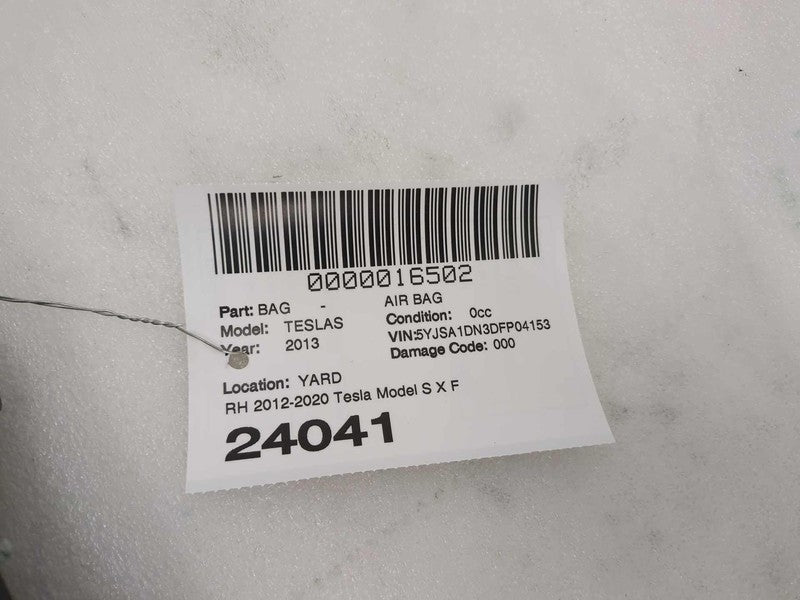 0000016502
Part: BAG - AIR BAG
Model: TESLAS Condition: 0cc
Year: 2013 VIN:5YJSA1DN3DFP04153
Damage Code: 000
Location: YARD
RH 2012-2020 Tesla Model S X F
24041